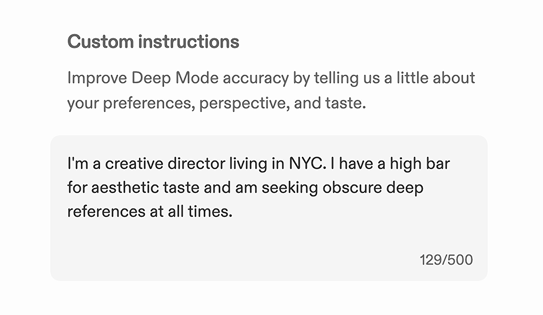 Custom instructions
Improve Deep Mode accuracy by telling us a little about
your preferences, perspective, and taste.
I'm a creative director living in NYC. I have a high bar
for aesthetic taste and am seeking obscure deep
references at all times.
129/500